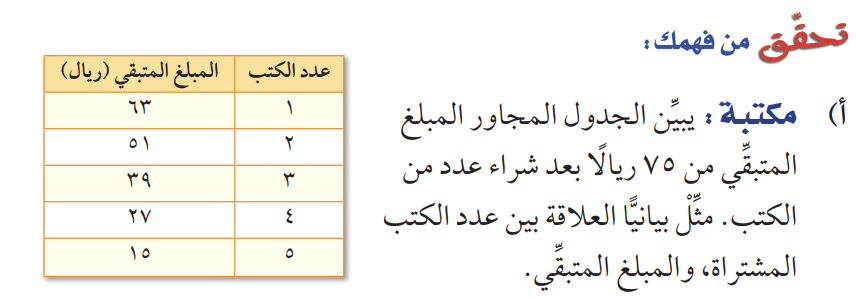 تحقّق من فهمك:
أ) مكتبة: يبيِّن الجدول المجاور المبلغ
المتبقِّي من ٧٥ ريالًا بعد شراء عدد من
الكتب. مثِّلْ بيانيًّا العلاقة بين عدد الكتب
المشتراة، والمبلغ المتبقِّي.
عدد الكتب المبلغ المتبقي (ريال)
١ ٦٣
٢ ٥١
٣ ٣٩
٤ ٢٧
٥ ١٥